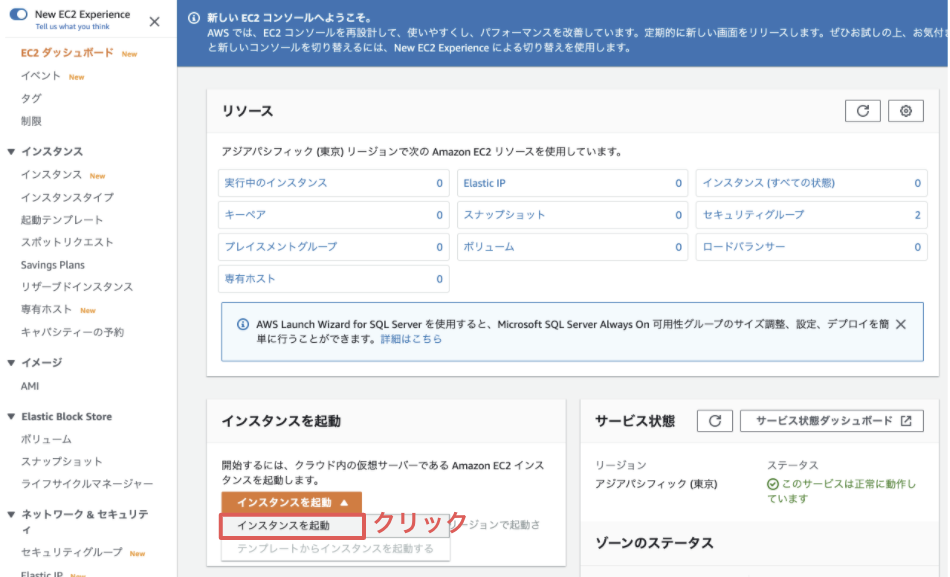 New EC2 Experience
Tell us what you think
EC2 ダッシュボード New
イベント New
タグ
制限
インスタンス
インスタンス New
インスタンスタイプ
起動テンプレート
スポットリクエスト
Savings Plans
リザーブドインスタンス
専有ホスト New
キャパシティーの予約
イメージ
AMI
Elastic Block Store
ボリューム
スナップショット
ライフサイクルマネージャー
ネットワーク & セキュリテ
ィ
セキュリティグループ New
Elastic IP New
新しい EC2 コンソールへようこそ。
AWS では、EC2 コンソールを再設計して、使いやすくし、パフォーマンスを改善しています。定期的に新しい画面をリリースします。ぜひお試しの上、お気付き
と新しいコンソールを切り替えるには、New EC2 Experience による切り替えを使用します。
リソース
アジアパシフィック (東京) リージョンで次の Amazon EC2 リソースを使用しています。
実行中のインスタンス 0 Elastic IP 0 インスタンス (すべての状態) 0
キーペア 0 スナップショット 0 セキュリティグループ 2
プレイスメントグループ 0 ボリューム 0 ロードバランサー 0
専有ホスト 0
AWS Launch Wizard for SQL Server を使用すると、Microsoft SQL Server Always On 可用性グループのサイズ調整、設定、デプロイを簡
単に行うことができます。詳細はこちら
インスタンスを起動
開始するには、クラウド内の仮想サーバーである Amazon EC2 インス
タンスを起動します。
インスタンスを起動
インスタンスを起動 クリック リージョンで起動さ
テンプレートからインスタンスを起動する
サービス状態 サービス状態ダッシュボード
リージョン ステータス
アジアパシフィック (東京) このサービスは正常に動作し
ています
ゾーンのステータス